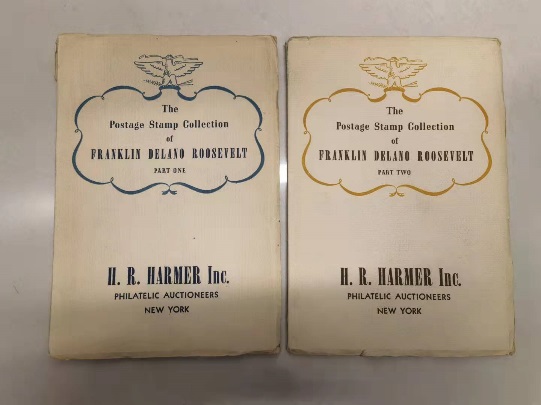 The
Postage Stamp Collection
of
FRANKLIN DELANO ROOSEVELT
PART ONE
H. R. HARMER Inc.
PHILATELIC AUCTIONEERS
NEW YORK
The
Postage Stamp Collection
of
FRANKLIN DELANO ROOSEVELT
PART TWO
H. R. HARMER Inc.
PHILATELIC AUCTIONEERS
NEW YORK